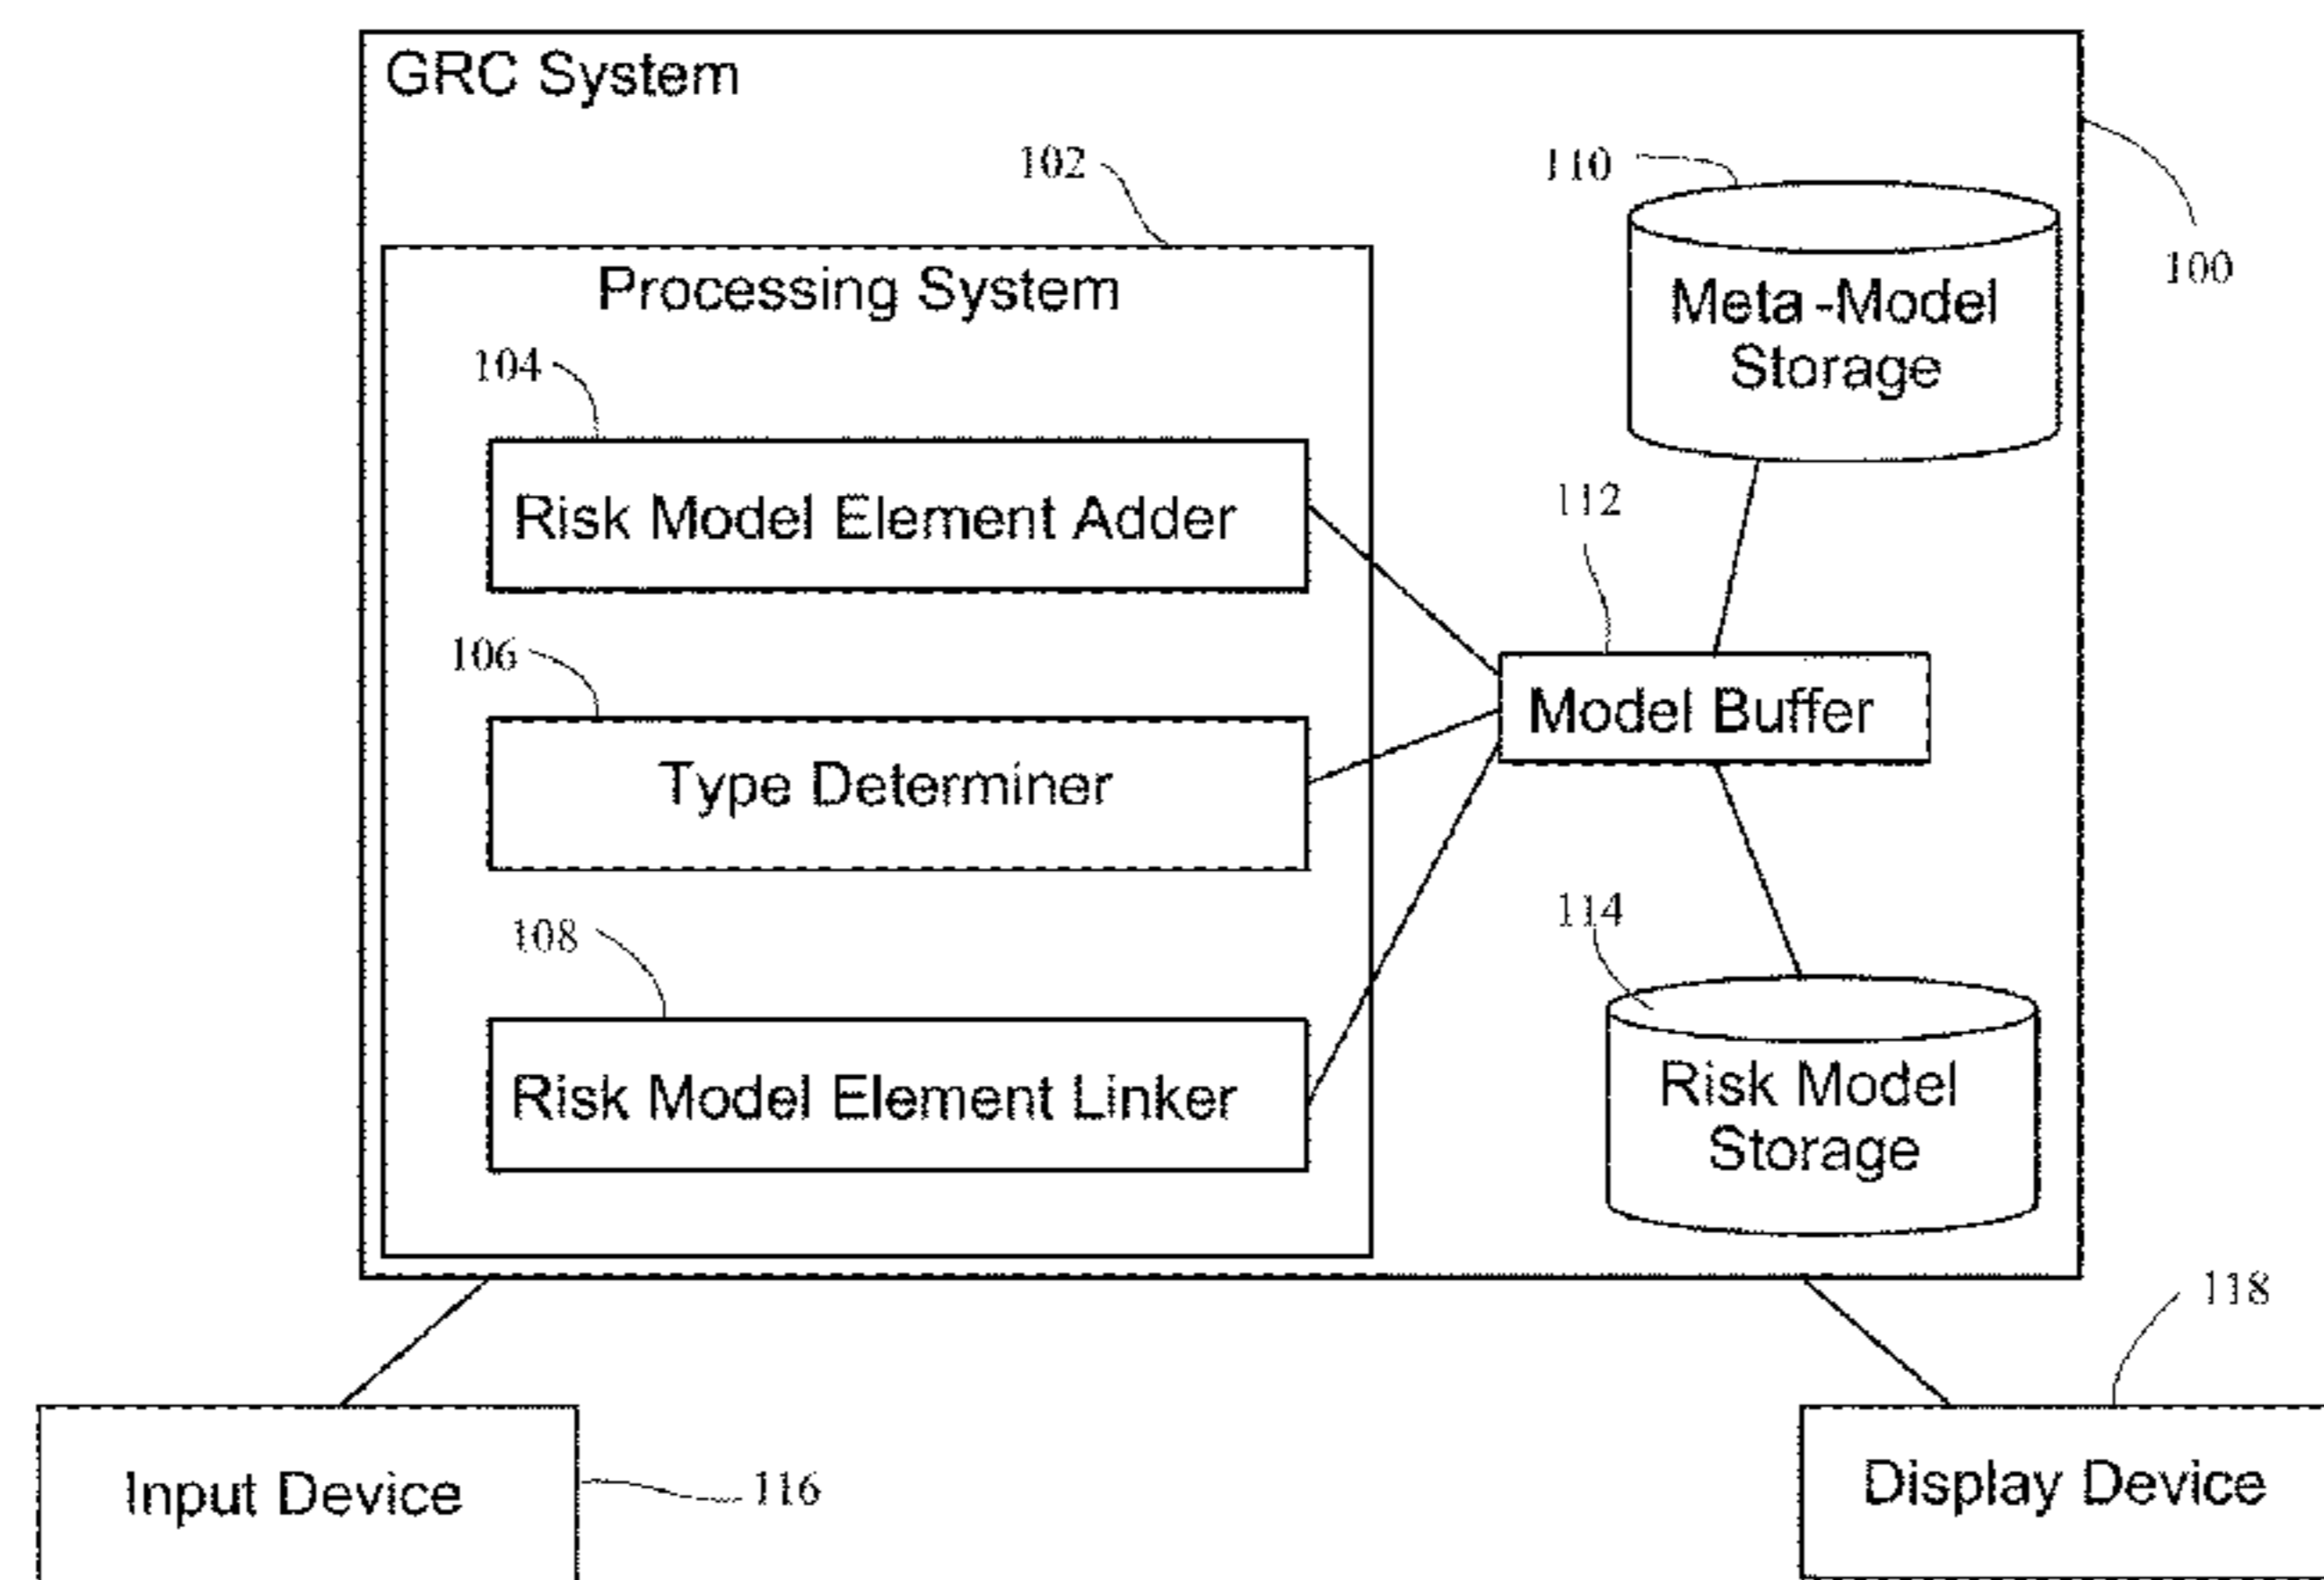 GRC System
102
110
100
Processing System
Meta-Model
Storage
104
Risk Model Element Adder
112
106
Model Buffer
Type Determiner
114
108
Risk Model
Storage
Risk Model Element Linker
118
Input Device
116
Display Device